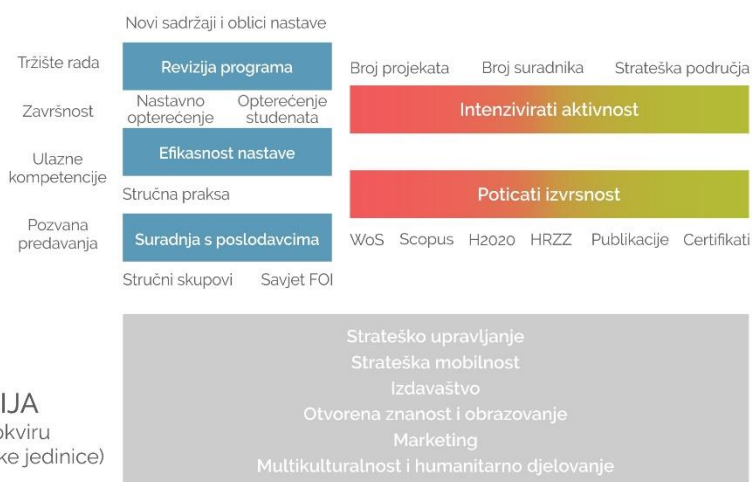 Novi sadržaji i oblici nastave
Tržište rada
Revizija programa
Broj projekata Broj suradnika Strateška područja
Završnost
Nastavno opterećenje
Opterećenje studenata
Intenzivirati aktivnost
Ulazne kompetencije
Efikasnost nastave
Stručna praksa
Poticati izvrsnost
Pozvana predavanja
Suradnja s poslodavcima
WoS Scopus H2020 HRZZ Publikacije Certifikati
Stručni skupovi Savjet FOI
Strateško upravljanje
Strateška mobilnost
Izdavaštvo
Otvorena znanost i obrazovanje
Marketing
Multikulturalnost i humanitarno djelovanje
IJA
okviru
ke jedinice)